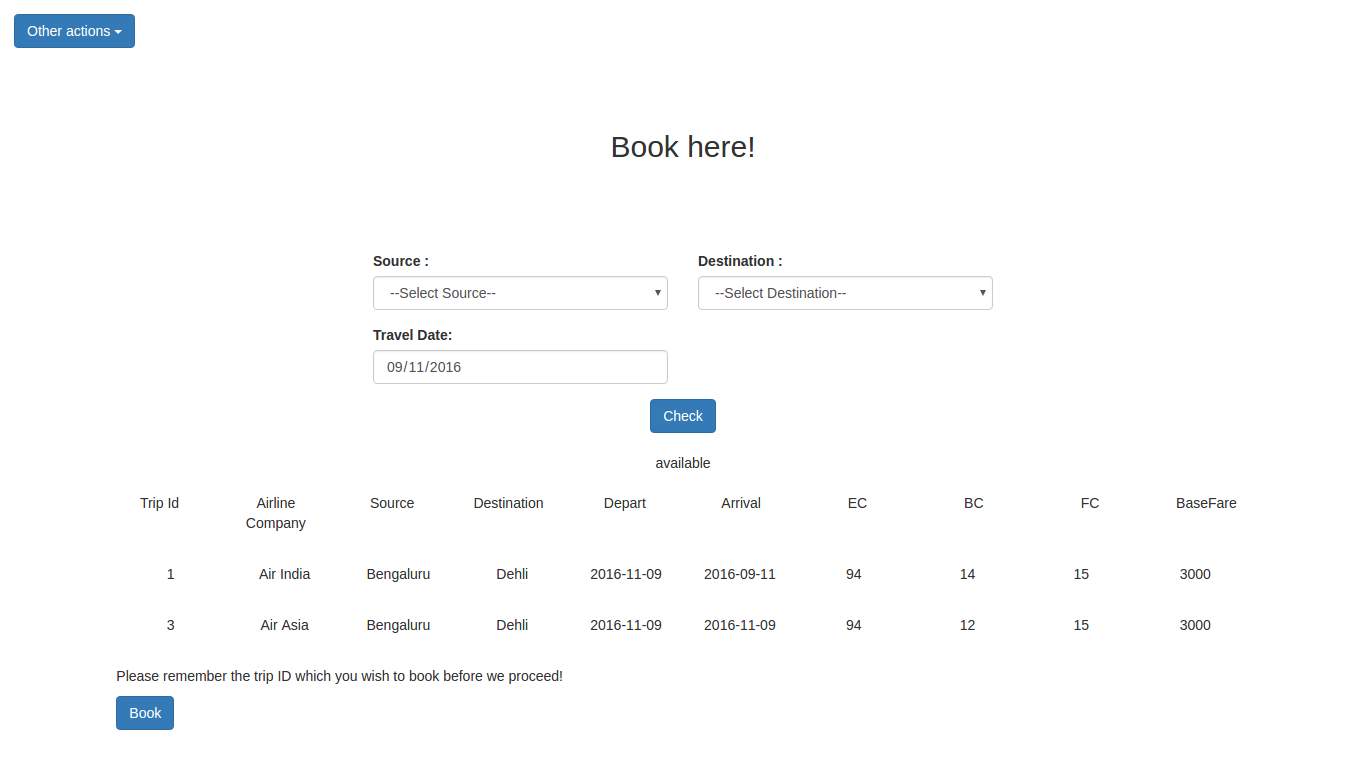 Other actions
Book here!
Source : Destination :
--Select Source-- --Select Destination--
Travel Date:
09/11/2016
Check
available
Trip Id Airline Company Source Destination Depart Arrival EC BC FC BaseFare
1 Air India Bengaluru Dehli 2016-11-09 2016-09-11 94 14 15 3000
3 Air Asia Bengaluru Dehli 2016-11-09 2016-11-09 94 12 15 3000
Please remember the trip ID which you wish to book before we proceed!
Book